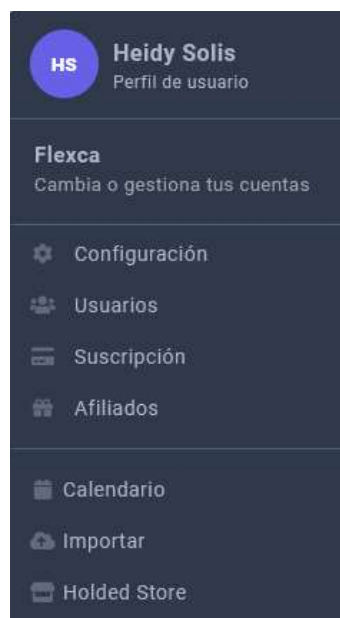 HS
Heidy Solis
Perfil de usuario
Flexca
Cambia o gestiona tus cuentas
Configuración
Usuarios
Suscripción
Afiliados
Calendario
Importar
Holded Store